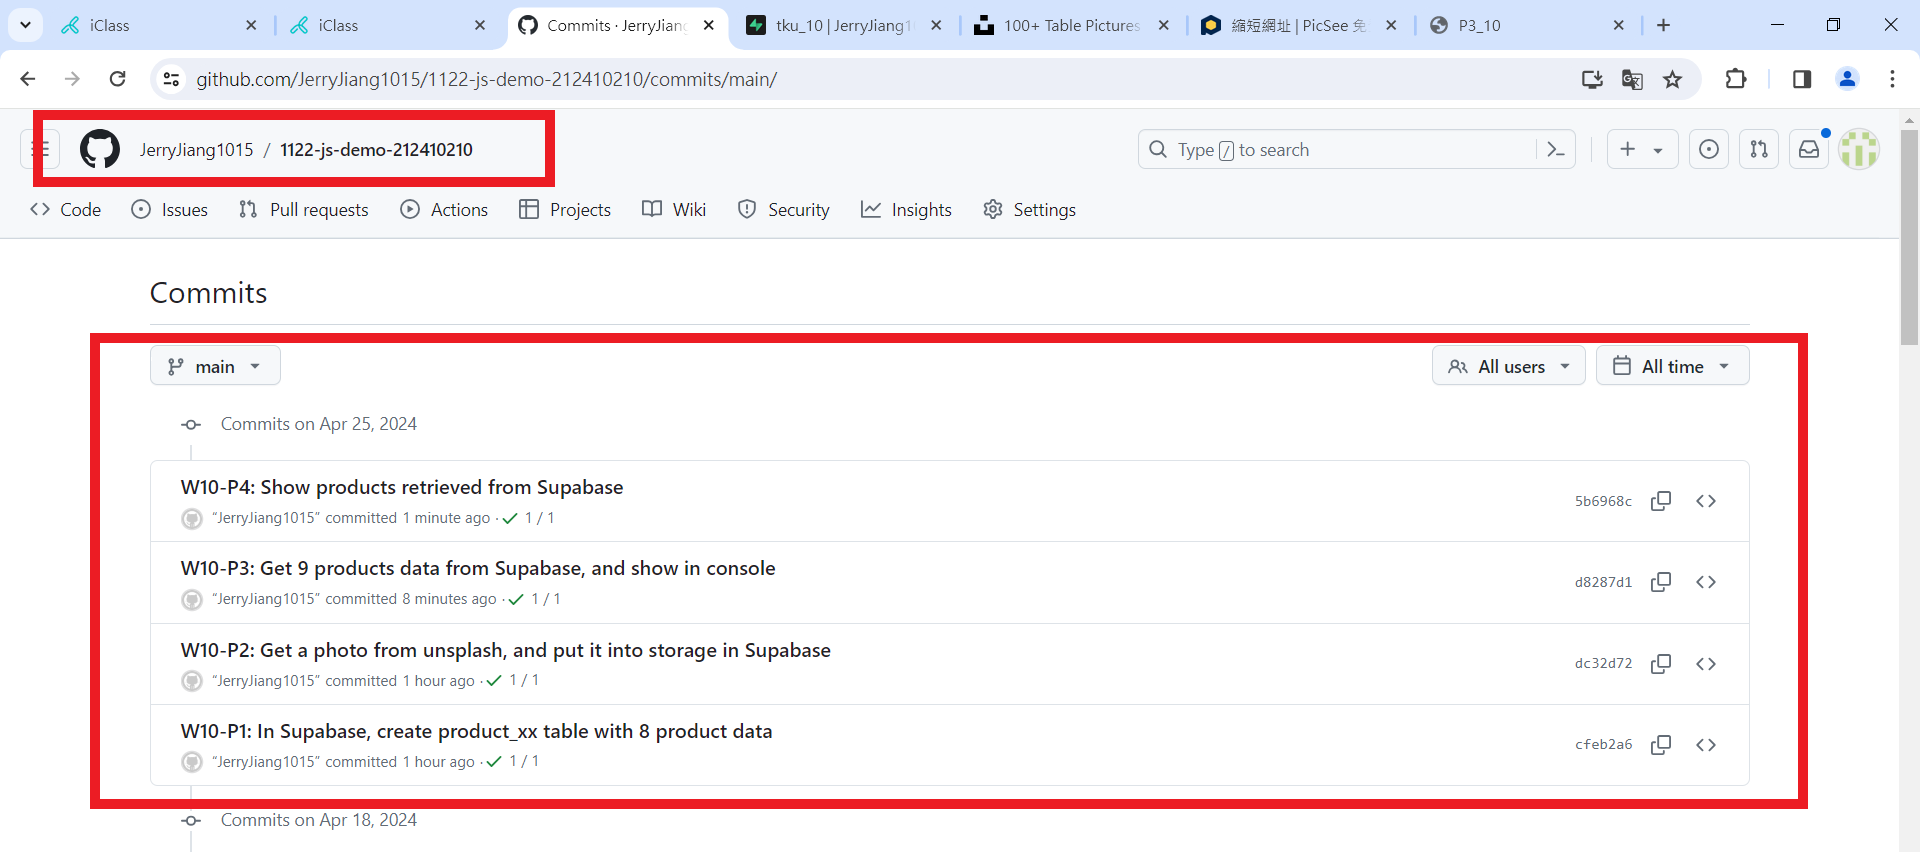 iClass
iClass
Commits · JerryJiang
tku_10 | JerryJiang1
100+ Table Pictures
縮短網址 | PicSee 免
P3_10
github.com/JerryJiang1015/1122-js-demo-212410210/commits/main/
JerryJiang1015 / 1122-js-demo-212410210
Type / to search
Code
Issues
Pull requests
Actions
Projects
Wiki
Security
Insights
Settings
Commits
main
All users
All time
Commits on Apr 25, 2024
W10-P4: Show products retrieved from Supabase
5b6968c
“JerryJiang1015” committed 1 minute ago · 1 / 1
W10-P3: Get 9 products data from Supabase, and show in console
d8287d1
“JerryJiang1015” committed 8 minutes ago · 1 / 1
W10-P2: Get a photo from unsplash, and put it into storage in Supabase
dc32d72
“JerryJiang1015” committed 1 hour ago · 1 / 1
W10-P1: In Supabase, create product_xx table with 8 product data
cfeb2a6
“JerryJiang1015” committed 1 hour ago · 1 / 1
Commits on Apr 18, 2024